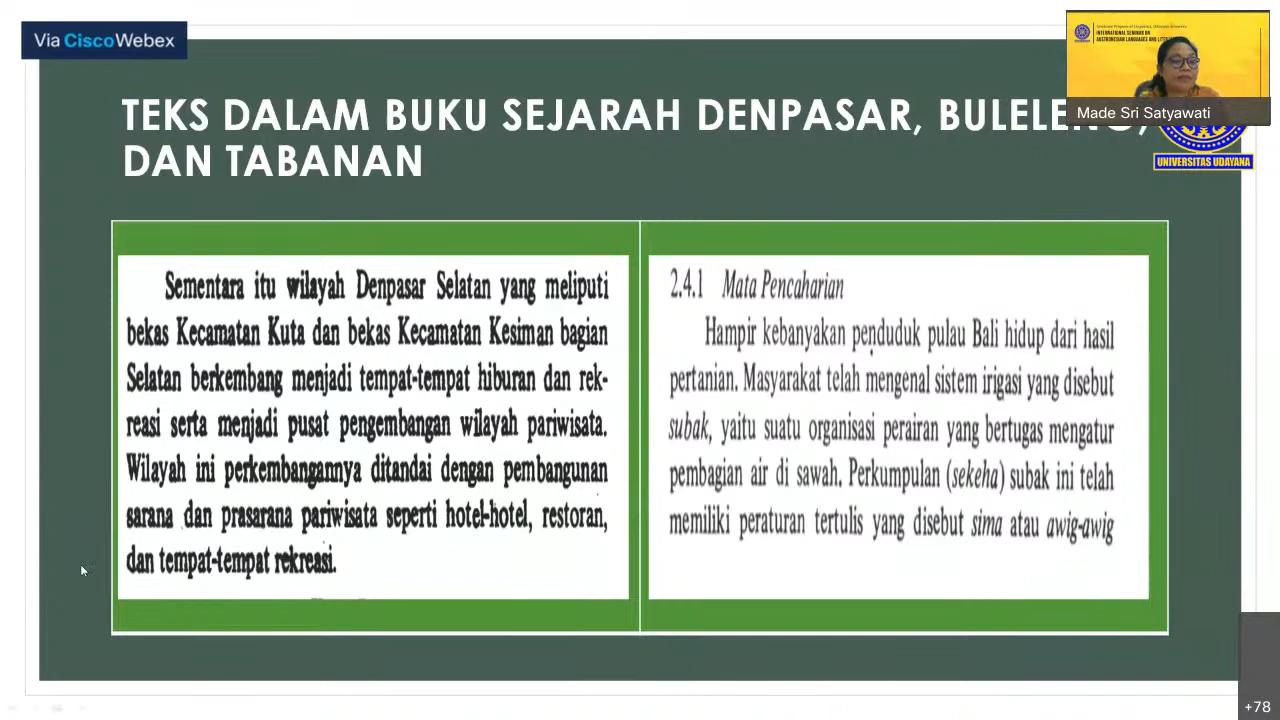 Via CiscoWebex
INTERNATIONAL SEMINAR ON
Made Sri Satyawati
TEKS DALAM BUKU SEJARAH DENPASAR,
DAN TABANAN
UNIVERSITAS UDAYANA
Sementara itu wilayah Denpasar Selatan yang meliputi
bekas Kecamatan Kuta dan bekas Kecamatan Kesiman bagian
Selatan berkembang menjadi tempat-tempat hiburan dan rek-
reasi serta menjadi pusat pengembangan wilayah pariwisata.
Wilayah ini perkembangannya ditandai dengan pembangunan
sarana dan prasarana pariwisata seperti hotel-hotel, restoran,
dan tempat-tempat rekreasi.
2.4.1 Mata Pencaharian
Hampir kebanyakan penduduk pulau Bali hidup dari hasil
pertanian. Masyarakat telah mengenal sistem irigasi yang disebut
subak, yaitu suatu organisasi perairan yang bertugas mengatur
pembagian air di sawah. Perkumpulan (sekeha) subak ini telah
memiliki peraturan tertulis yang disebut sima atau awig-awig
+78